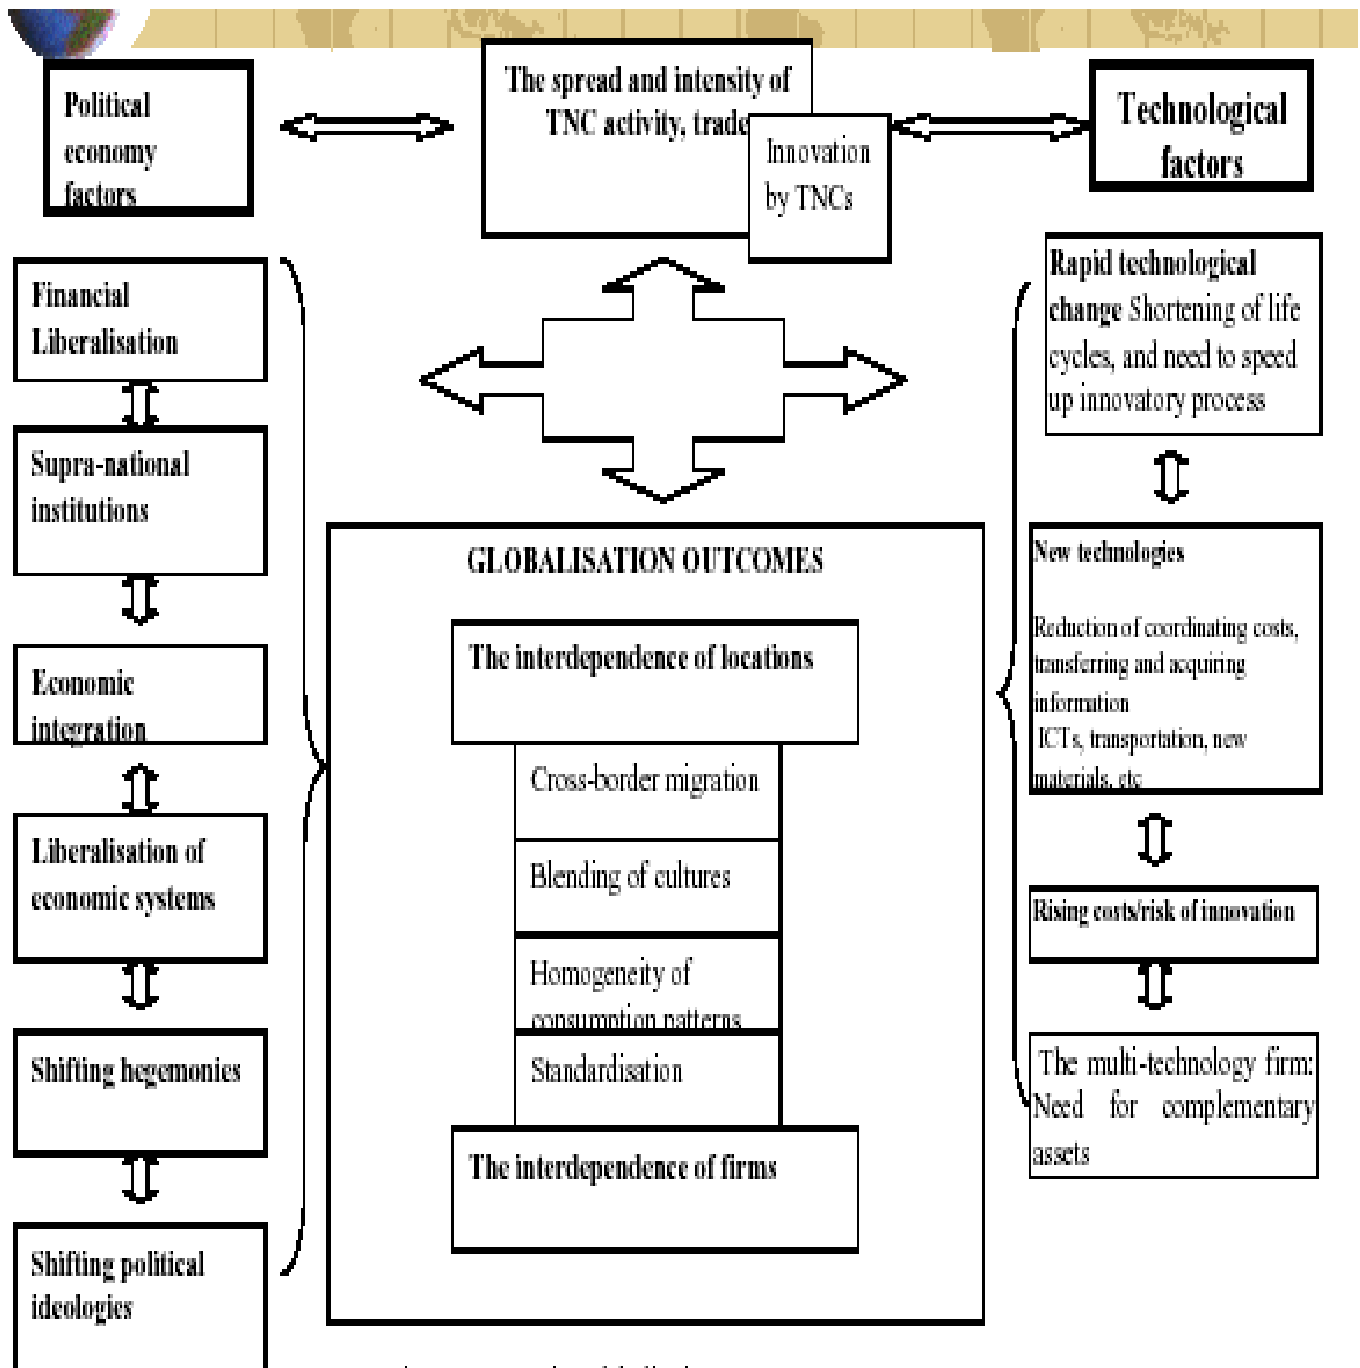 Political
economy
factors
The spread and intensity of
TNC activity, trade
Innovation
by TNCs
Technological
factors
Financial
Liberalisation
Supra-national
institutions
Economic
integration
Liberalisation of
economic systems
Shifting hegemonies
Shifting political
ideologies
GLOBALISATION OUTCOMES
The interdependence of locations
Cross-border migration
Blending of cultures
Homogeneity of
consumption patterns
Standardisation
The interdependence of firms
Rapid technological
change Shortening of life
cycles, and need to speed
up innovatory process
New technologies
Reduction of coordinating costs,
transferring and acquiring
information
ICTs, transportation, new
materials, etc
Rising costs/risk of innovation
The multi-technology firm:
Need for complementary
assets